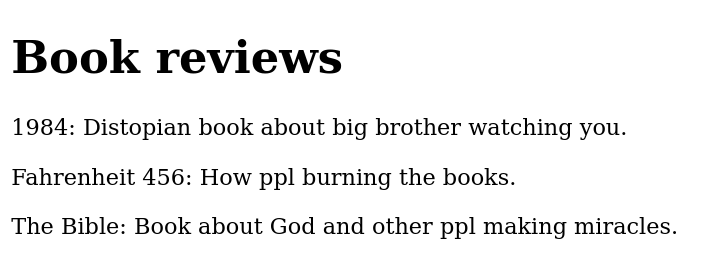 Book reviews
1984: Distopian book about big brother watching you.
Fahrenheit 456: How ppl burning the books.
The Bible: Book about God and other ppl making miracles.